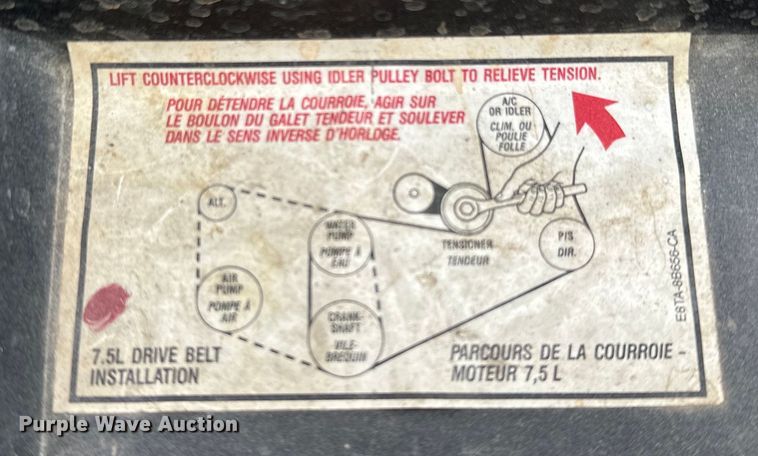 LIFT COUNTERCLOCKWISE USING IDLER PULLEY BOLT TO RELIEVE TENSION.
POUR DÉTENDRE LA COURROIE, AGIR SUR
LE BOULON DU GALET TENDEUR ET SOULEVER
DANS LE SENS INVERSE D'HORLOGE.
A/C
OR IDLER
CLIM. OU
POULIE
FOLLE
ALT.
WATER
PUMP
POMPE À
EAU
TENSIONER
TENDEUR
P/S
DIR.
AIR
PUMP
POMPE À
AIR
CRANK-
SHAFT
VILE-
BREQUIN
E6TA-8B656-CA
7.5L DRIVE BELT
INSTALLATION
PARCOURS DE LA COURROIE -
MOTEUR 7,5 L
Purple Wave Auction